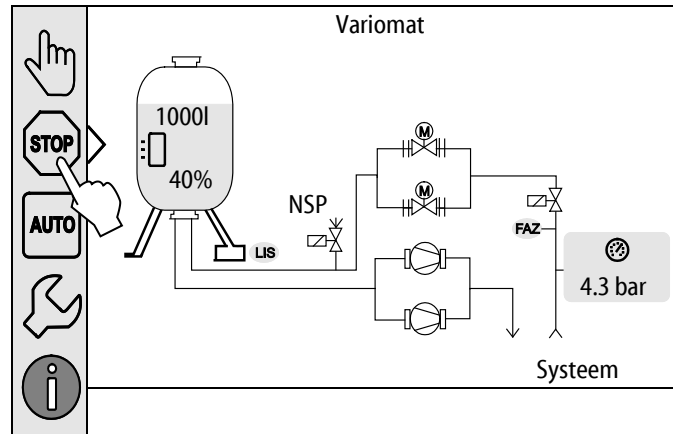 Variomat
1000l
STOP
40%
M
M
NSP
AUTO
LIS
FAZ
4.3 bar
Systeem
i